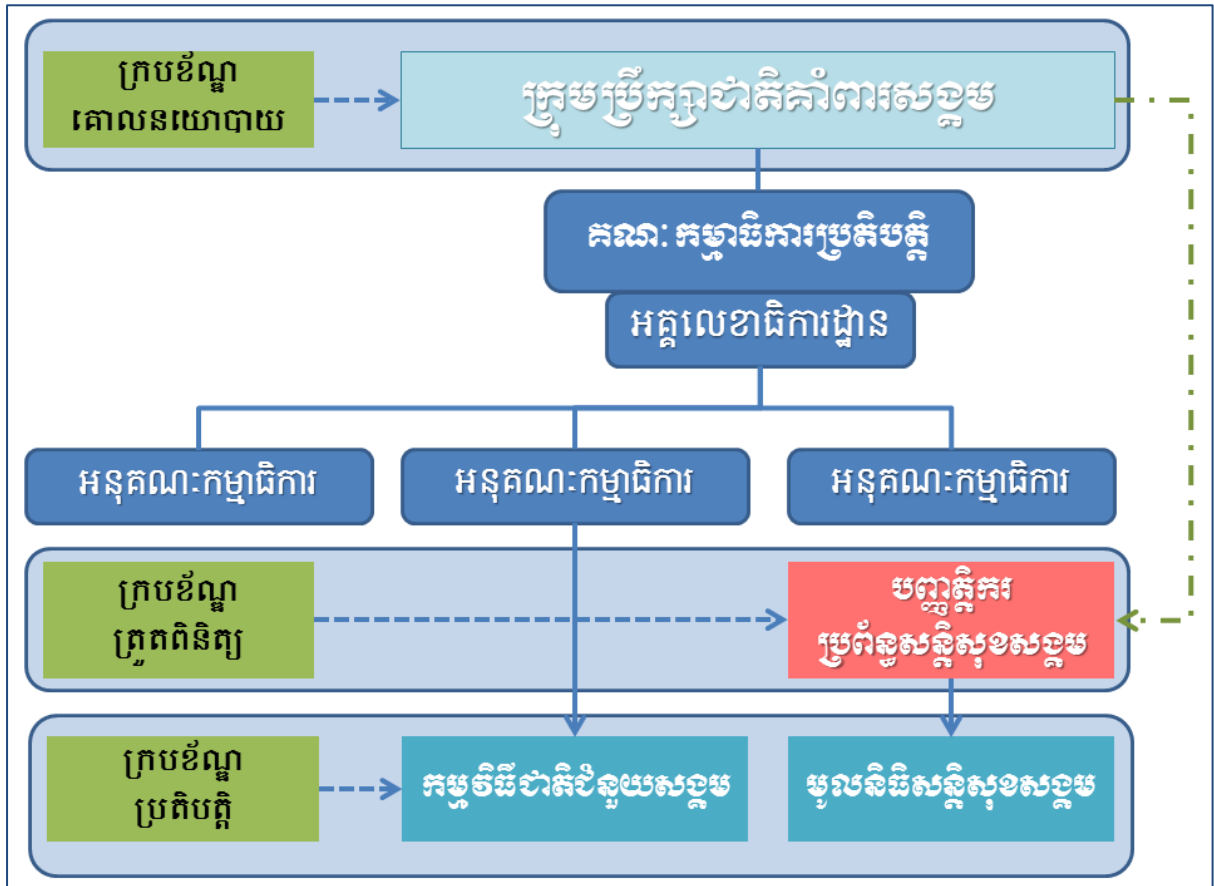 ក្របខ័ណ្ឌ
គោលនយោបាយ
ក្រុមប្រឹក្សាជាតិគាំពារសង្គម
គណៈកម្មាធិការប្រតិបត្តិ
អគ្គលេខាធិការដ្ឋាន
អនុគណៈកម្មាធិការ
អនុគណៈកម្មាធិការ
អនុគណៈកម្មាធិការ
ក្របខ័ណ្ឌ
ត្រួតពិនិត្យ
បញ្ញត្តិករ
ប្រព័ន្ធសន្តិសុខសង្គម
ក្របខ័ណ្ឌ
ប្រតិបត្តិ
កម្មវិធីជាតិជំនួយសង្គម
មូលនិធិសន្តិសុខសង្គម